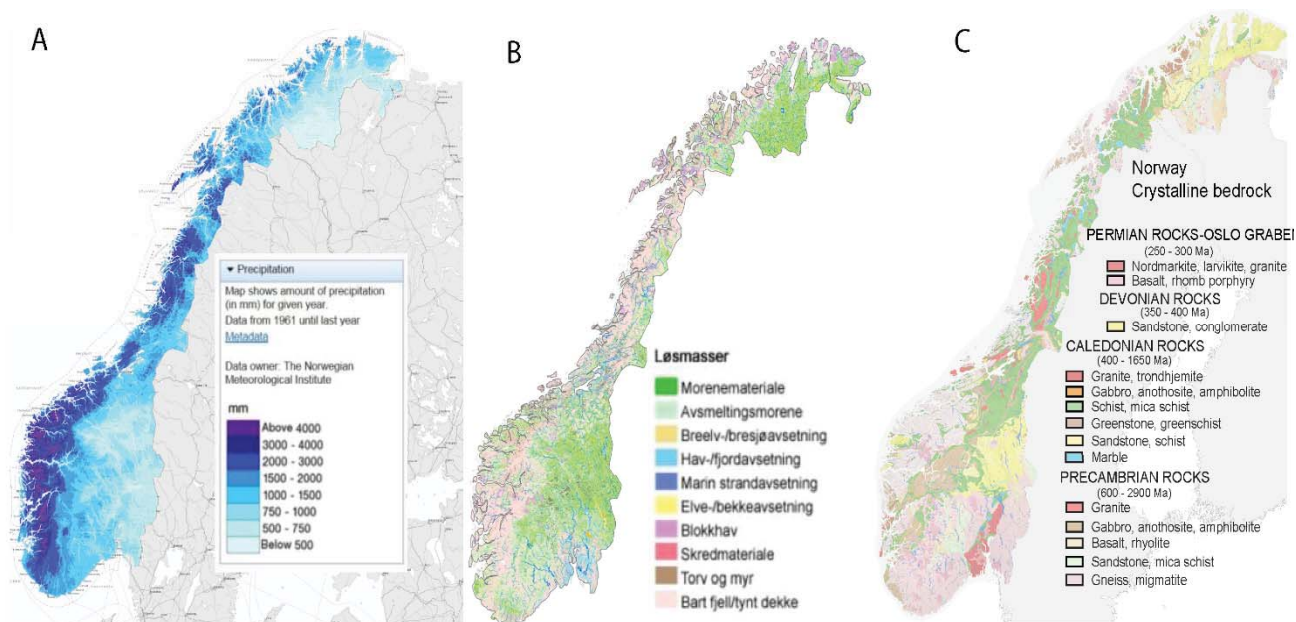 A
▼ Precipitation
Map shows amount of precipitation
(in mm) for given year.
Data from 1961 until last year
Metadata
Data owner: The Norwegian
Meteorological Institute
mm
Above 4000
3000 - 4000
2000 - 3000
1500 - 2000
1000 - 1500
750 - 1000
500 - 750
Below 500
B
Løsmasser
Morenemateriale
Avsmeltingsmorene
Breelv-/bresjøavsetning
Hav-/fjordavsetning
Marin strandavsetning
Elve-/bekkeavsetning
Blokkhav
Skredmateriale
Torv og myr
Bart fjell/tynt dekke
C
Norway
Crystalline bedrock
PERMIAN ROCKS-OSLO GRABEN
(250 - 300 Ma)
Nordmarkite, larvikite, granite
Basalt, rhomb porphyry
DEVONIAN ROCKS
(350 - 400 Ma)
Sandstone, conglomerate
CALEDONIAN ROCKS
(400 - 1650 Ma)
Granite, trondhjemite
Gabbro, anothosite, amphibolite
Schist, mica schist
Greenstone, greenschist
Sandstone, schist
Marble
PRECAMBRIAN ROCKS
(600 - 2900 Ma)
Granite
Gabbro, anothosite, amphibolite
Basalt, rhyolite
Sandstone, mica schist
Gneiss, migmatite